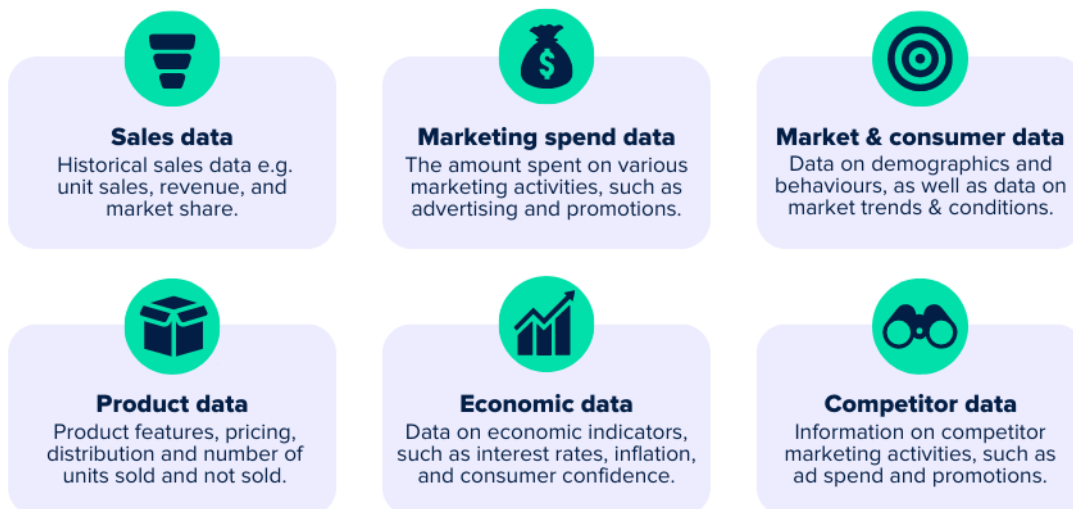 Sales data
Historical sales data e.g.
unit sales, revenue, and
market share.
Marketing spend data
The amount spent on various
marketing activities, such as
advertising and promotions.
Market & consumer data
Data on demographics and
behaviours, as well as data on
market trends & conditions.
Product data
Product features, pricing,
distribution and number of
units sold and not sold.
Economic data
Data on economic indicators,
such as interest rates, inflation,
and consumer confidence.
Competitor data
Information on competitor
marketing activities, such as
ad spend and promotions.